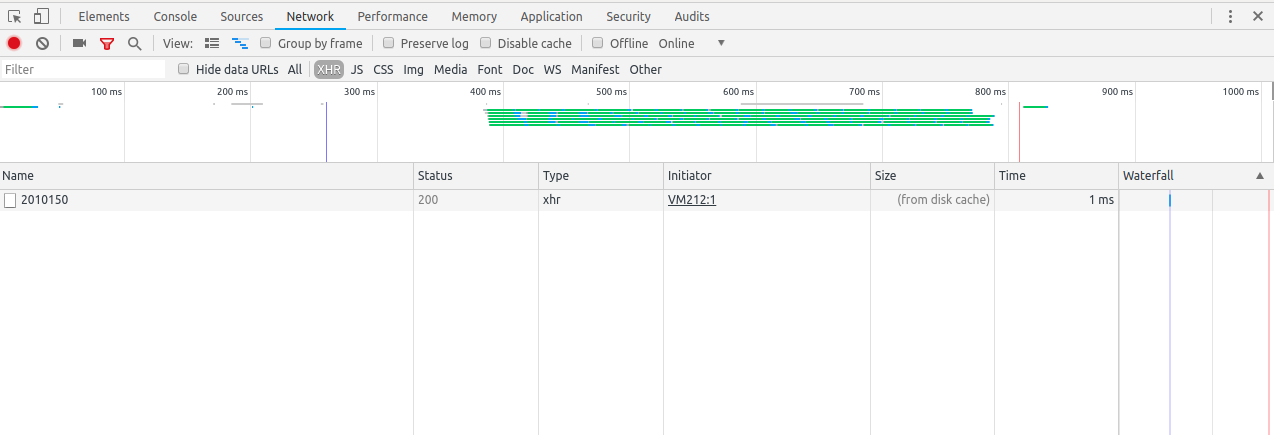 Elements Console Sources Network Performance Memory Application Security Audits
View: Group by frame Preserve log Disable cache Offline Online
Filter Hide data URLs All XHR JS CSS Img Media Font Doc WS Manifest Other
100 ms 200 ms 300 ms 400 ms 500 ms 600 ms 700 ms 800 ms 900 ms 1000 ms
Name Status Type Initiator Size Time Waterfall
2010150 200 xhr VM212:1 (from disk cache) 1 ms